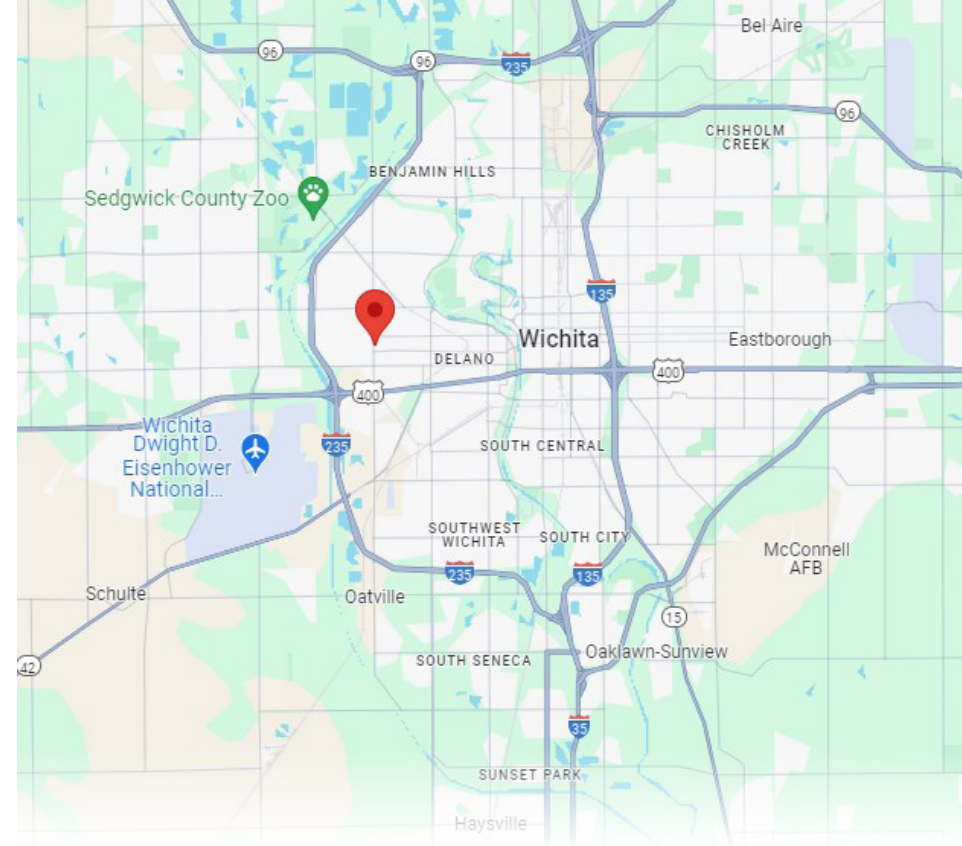 Bel Aire
96
96
235
96
CHISHOLM
CREEK
BENJAMIN HILLS
Sedgwick County Zoo
135
Wichita
Eastborough
DELANO
400
400
Wichita
Dwight D.
Eisenhower
National...
235
SOUTH CENTRAL
SOUTHWEST
WICHITA
SOUTH CITY
McConnell
AFB
235
135
Schulte
Oatville
15
Oaklawn-Sunview
SOUTH SENECA
42
35
SUNSET PARK
Haysville